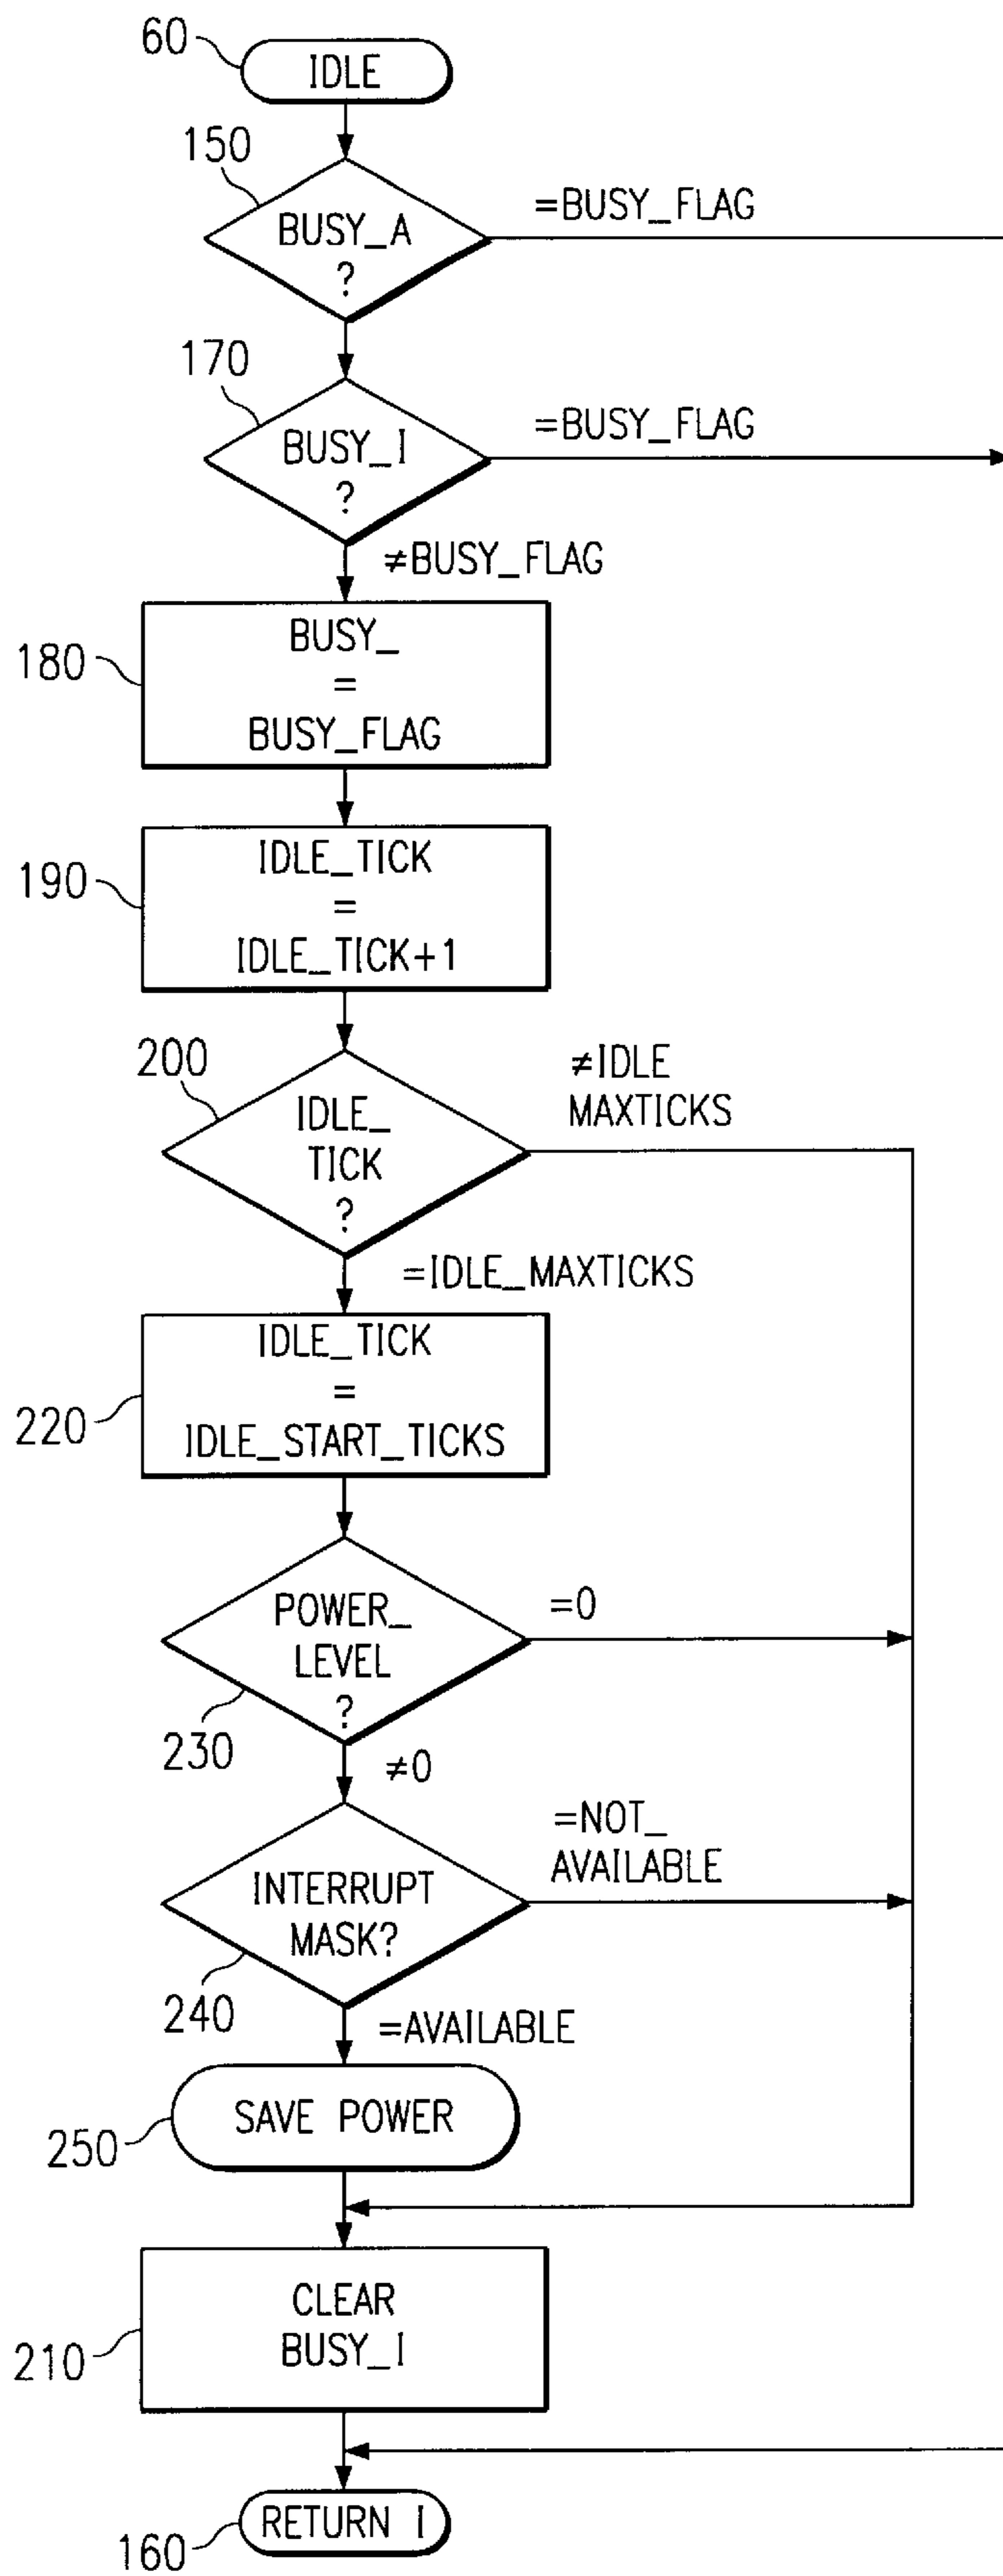 60
IDLE
150
BUSY_A
?
=BUSY_FLAG
170
BUSY_I
?
=BUSY_FLAG
≠BUSY_FLAG
180
BUSY_
=
BUSY_FLAG
190
IDLE_TICK
=
IDLE_TICK+1
200
IDLE_
TICK
?
≠IDLE
MAXTICKS
=IDLE_MAXTICKS
220
IDLE_TICK
=
IDLE_START_TICKS
230
POWER_
LEVEL
?
=0
≠0
240
INTERRUPT
MASK?
=NOT_
AVAILABLE
=AVAILABLE
250
SAVE POWER
210
CLEAR
BUSY_I
160
RETURN I